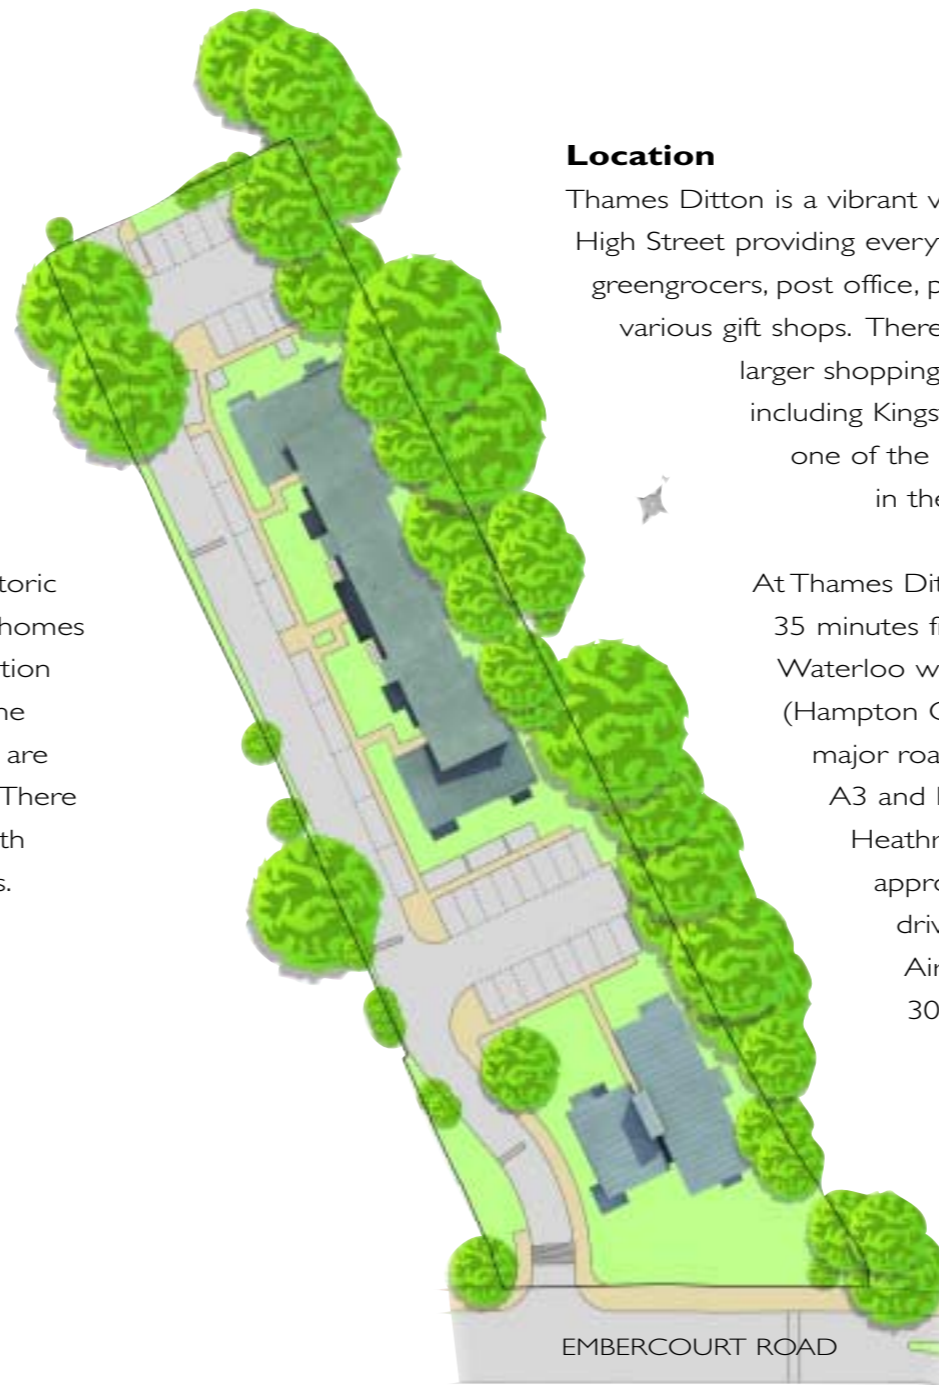 toric
homes
tion
ne
are
There
th
s.
Location
Thames Ditton is a vibrant v
High Street providing every
greengrocers, post office, p
various gift shops. There
larger shopping
including Kings
one of the
in the
At Thames Dit
35 minutes f
Waterloo w
(Hampton C
major roa
A3 and
Heathr
appro
driv
Air
30
EMBERCOURT ROAD